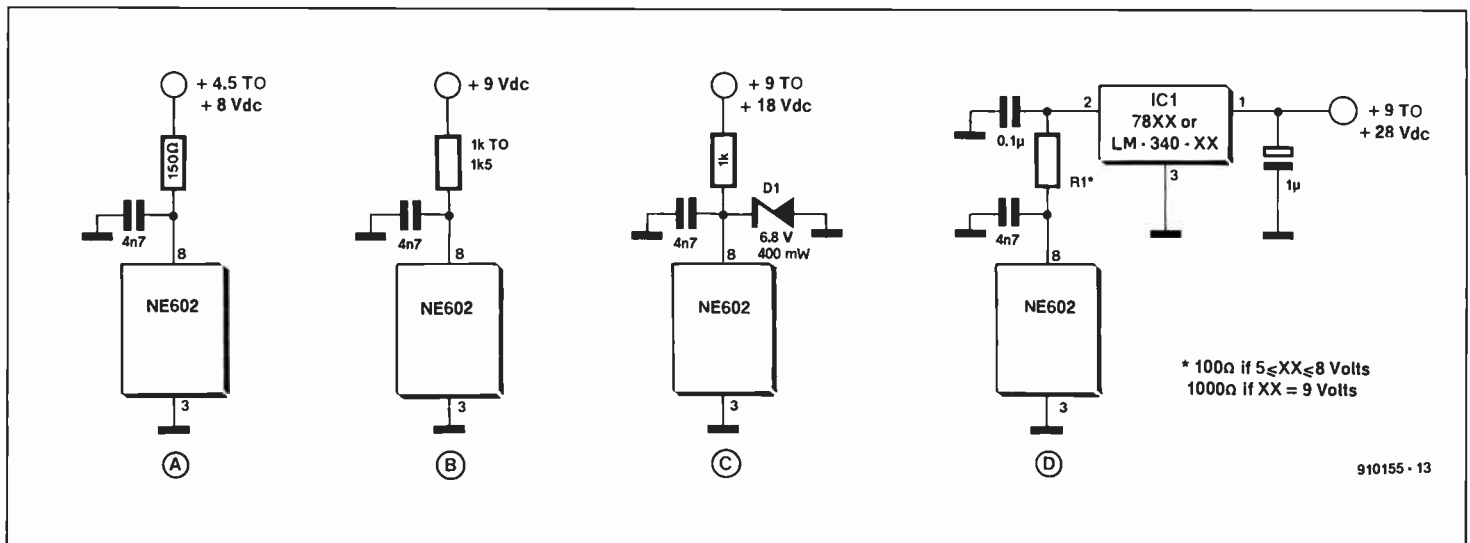 + 4.5 TO
+ 8 Vdc
150Ω
4n7
8
NE602
3
A
+ 9 Vdc
1k TO
1k5
4n7
8
NE602
3
B
+ 9 TO
+ 18 Vdc
1k
D1
4n7
6.8 V
400 mW
8
NE602
3
C
2
IC1
78XX or
LM - 340 - XX
1
+ 9 TO
+ 28 Vdc
0.1µ
R1*
3
1µ
4n7
8
NE602
3
D
* 100Ω if 5⩽XX⩽8 Volts
1000Ω if XX = 9 Volts
910155 - 13